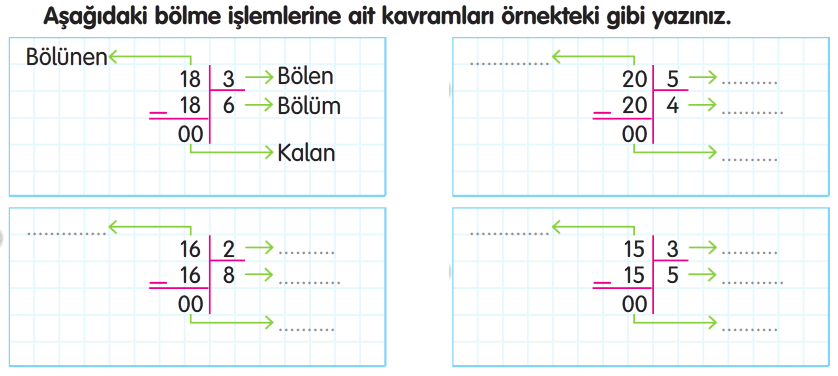 Aşağıdaki bölme işlemlerine ait kavramları örnekteki gibi yazınız.
Bölünen
18 3 Bölen
18 6 Bölüm
00
Kalan
..............
20 5 ..........
20 4 ...........
00
..........
..............
16 2 ..........
16 8 ...........
00
..........
..............
15 3 ..........
15 5 ...........
00
..........